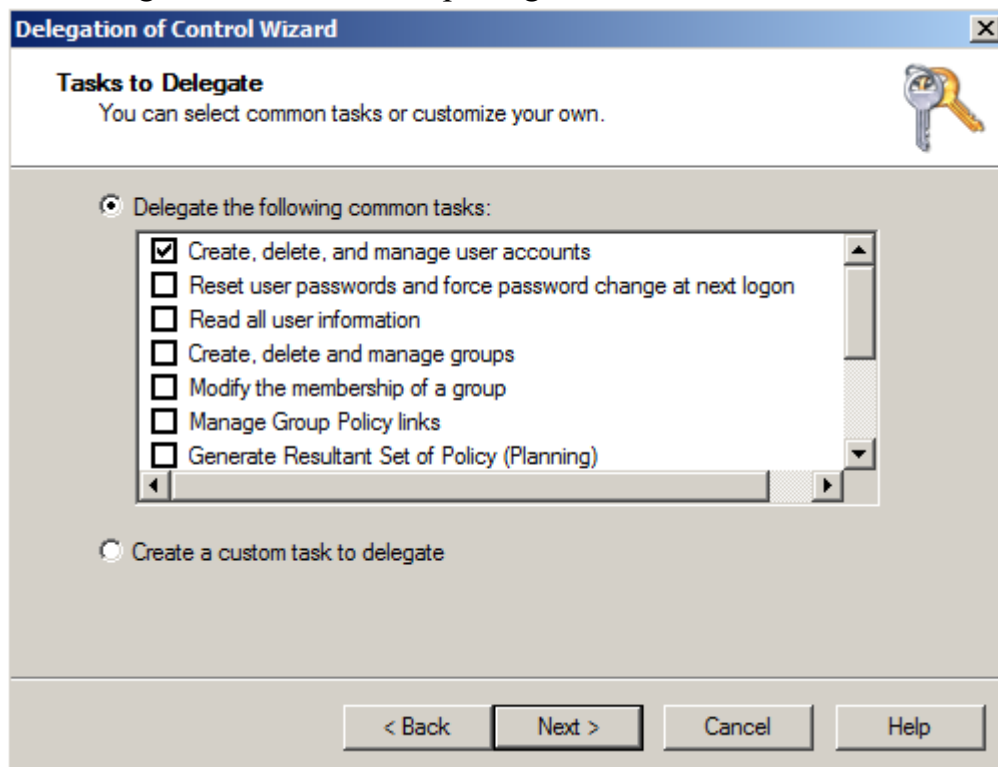 Delegation of Control Wizard
Tasks to Delegate
You can select common tasks or customize your own.
Delegate the following common tasks:
Create, delete, and manage user accounts
Reset user passwords and force password change at next logon
Read all user information
Create, delete and manage groups
Modify the membership of a group
Manage Group Policy links
Generate Resultant Set of Policy (Planning)
Create a custom task to delegate
< Back Next > Cancel Help